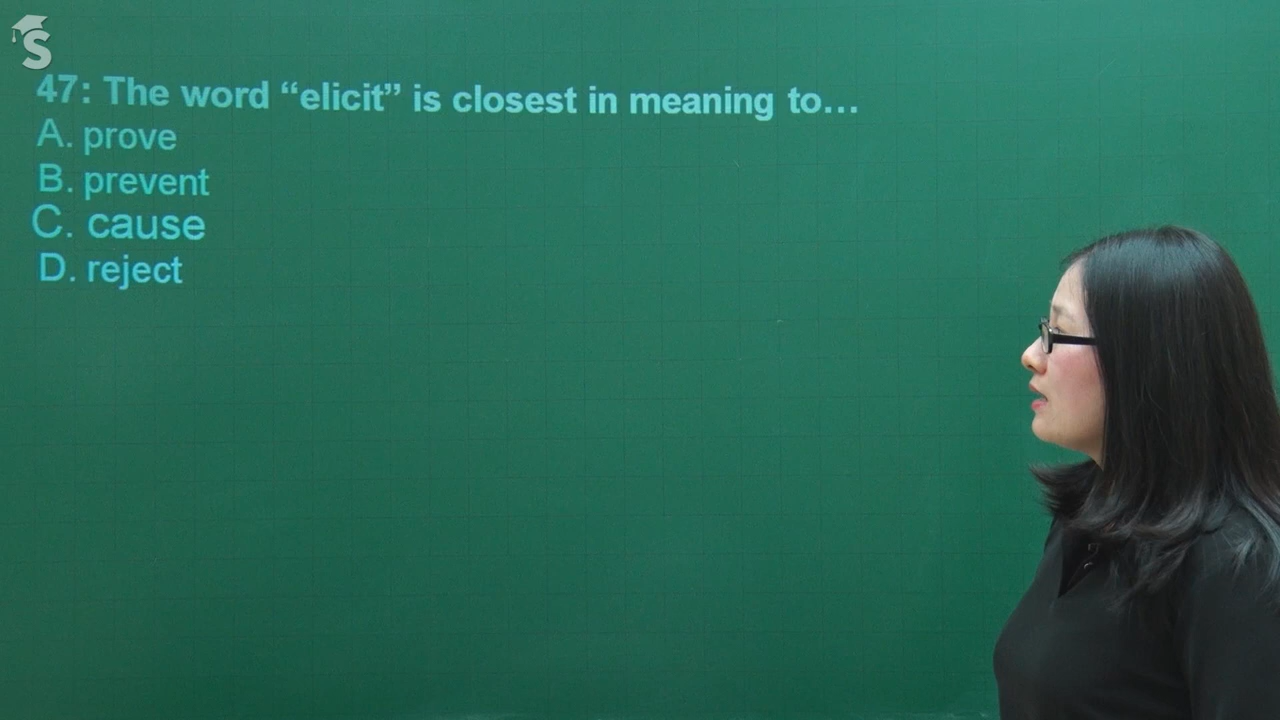 S
47: The word “elicit” is closest in meaning to…
A. prove
B. prevent
C. cause
D. reject